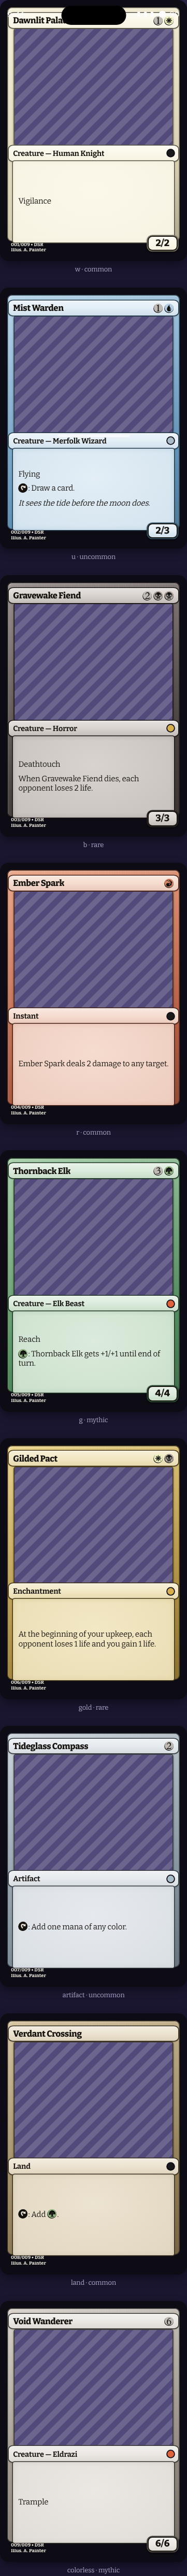 Dawnlit Pala
1
Creature — Human Knight
Vigilance
2/2
001/009 • DSR
Illus. A. Painter
w · common
Mist Warden
1
Creature — Merfolk Wizard
Flying
: Draw a card.
It sees the tide before the moon does.
2/3
002/009 • DSR
Illus. A. Painter
u · uncommon
Gravewake Fiend
2
Creature — Horror
Deathtouch
When Gravewake Fiend dies, each
opponent loses 2 life.
3/3
003/009 • DSR
Illus. A. Painter
b · rare
Ember Spark
Instant
Ember Spark deals 2 damage to any target.
004/009 • DSR
Illus. A. Painter
r · common
Thornback Elk
3
Creature — Elk Beast
Reach
: Thornback Elk gets +1/+1 until end of
turn.
4/4
005/009 • DSR
Illus. A. Painter
g · mythic
Gilded Pact
Enchantment
At the beginning of your upkeep, each
opponent loses 1 life and you gain 1 life.
006/009 • DSR
Illus. A. Painter
gold · rare
Tideglass Compass
2
Artifact
: Add one mana of any color.
007/009 • DSR
Illus. A. Painter
artifact · uncommon
Verdant Crossing
Land
: Add .
008/009 • DSR
Illus. A. Painter
land · common
Void Wanderer
6
Creature — Eldrazi
Trample
6/6
009/009 • DSR
Illus. A. Painter
colorless · mythic